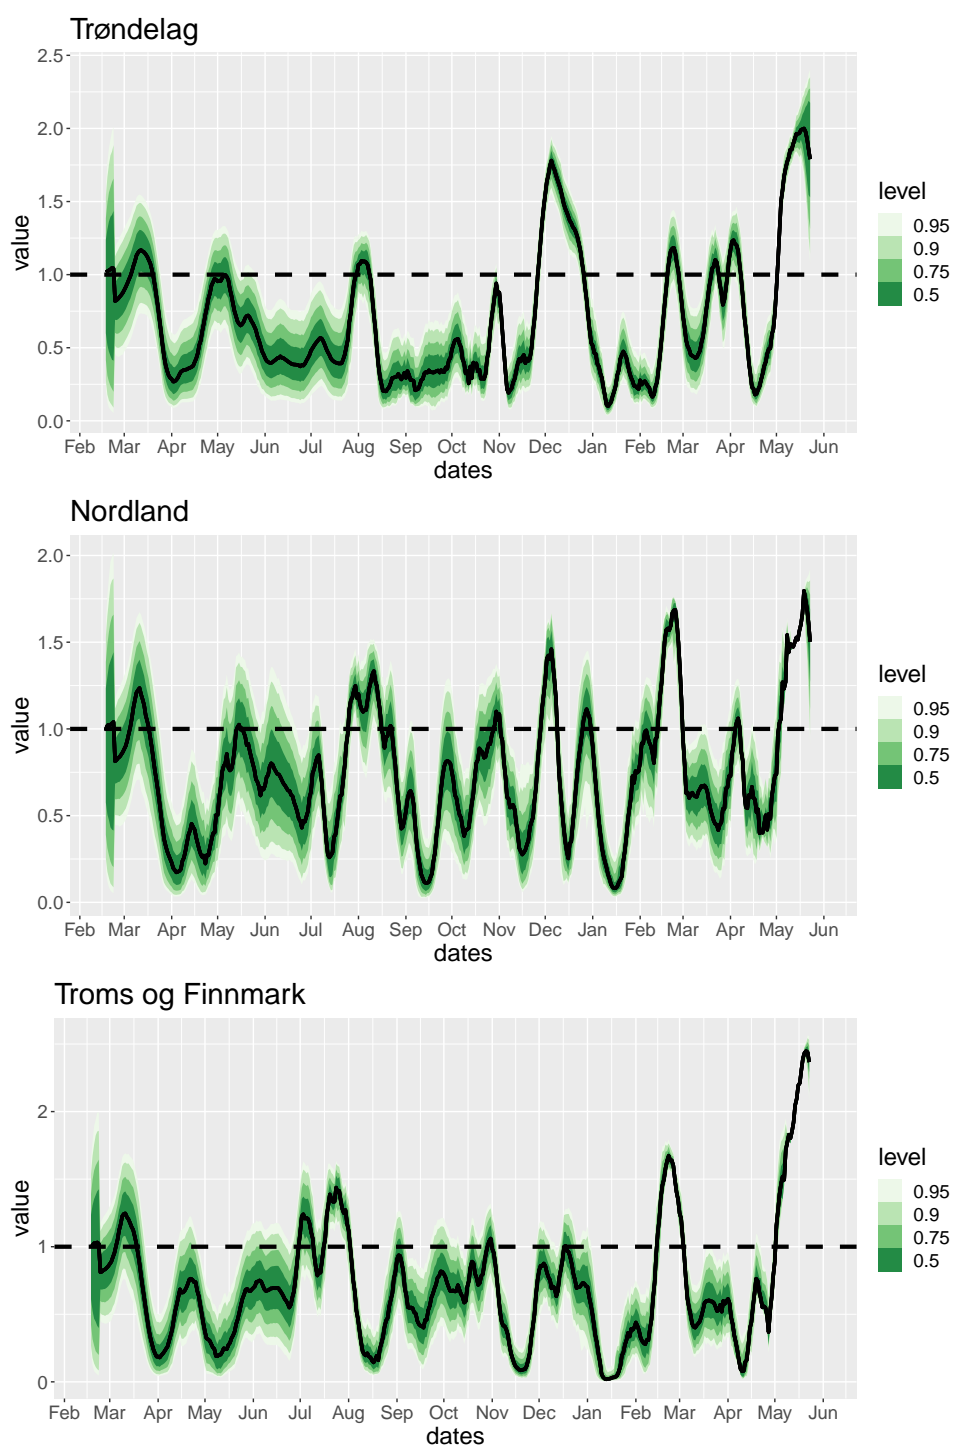 Trøndelag
2.5
2.0
1.5
1.0
0.5
0.0
value
Feb Mar Apr May Jun Jul Aug Sep Oct Nov Dec Jan Feb Mar Apr May Jun
dates
level
0.95
0.9
0.75
0.5
Nordland
2.0
1.5
1.0
0.5
0.0
value
Feb Mar Apr May Jun Jul Aug Sep Oct Nov Dec Jan Feb Mar Apr May Jun
dates
level
0.95
0.9
0.75
0.5
Troms og Finnmark
2
1
0
value
Feb Mar Apr May Jun Jul Aug Sep Oct Nov Dec Jan Feb Mar Apr May Jun
dates
level
0.95
0.9
0.75
0.5